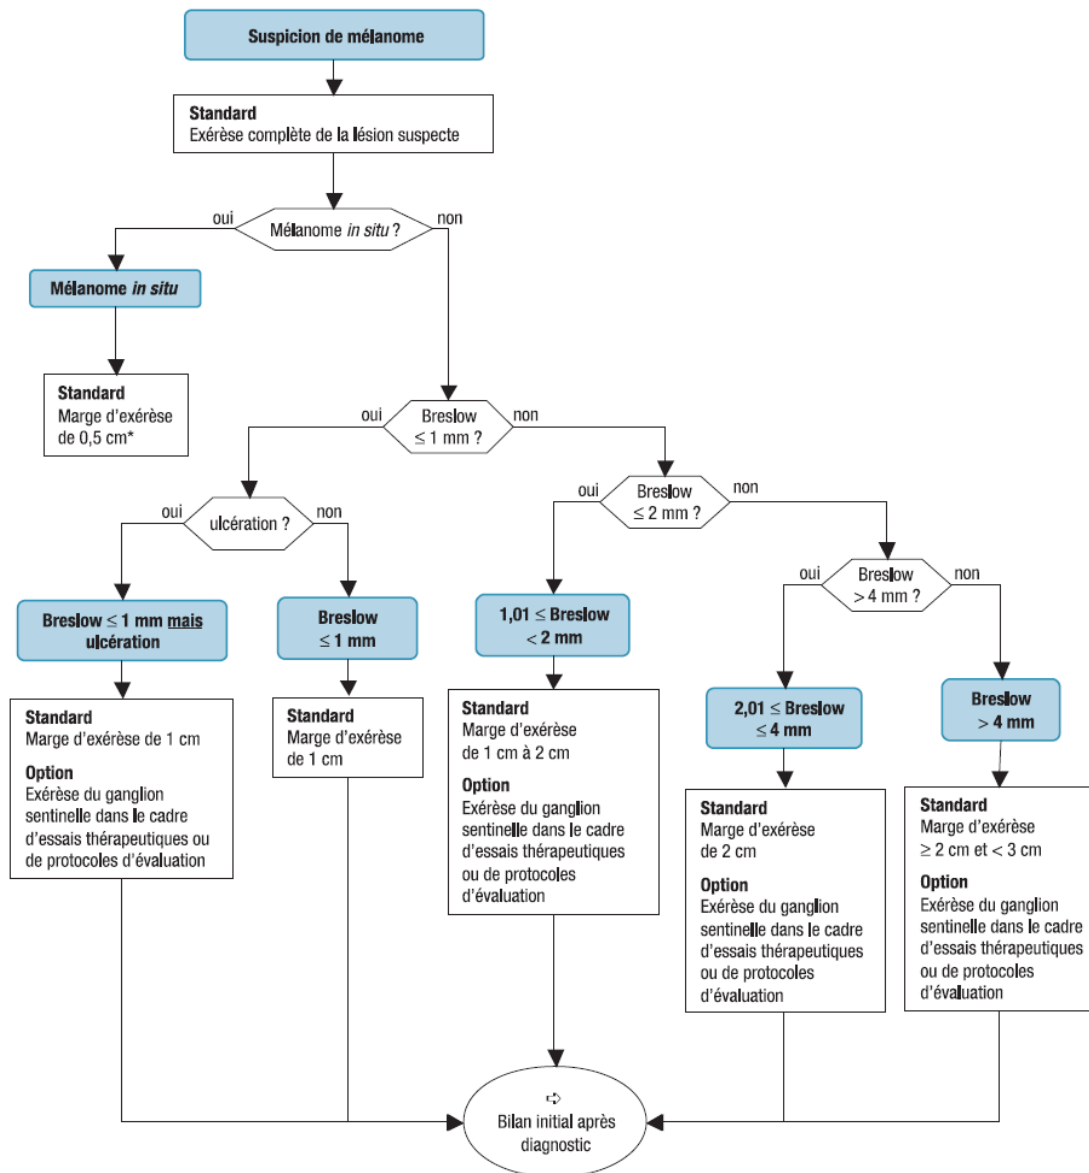 Suspicion de mélanome
Standard
Exérèse complète de la lésion suspecte
oui
Mélanome in situ ?
non
Mélanome in situ
Standard
Marge d'exérèse
de 0,5 cm*
oui
Breslow
≤ 1 mm ?
non
oui
ulcération ?
non
oui
Breslow
≤ 2 mm ?
non
oui
Breslow
> 4 mm ?
non
Breslow ≤ 1 mm mais
ulcération
Breslow
≤ 1 mm
1,01 ≤ Breslow
< 2 mm
2,01 ≤ Breslow
≤ 4 mm
Breslow
> 4 mm
Standard
Marge d'exérèse de 1 cm
Option
Exérèse du ganglion
sentinelle dans le cadre
d'essais thérapeutiques ou
de protocoles d'évaluation
Standard
Marge d'exérèse
de 1 cm
Standard
Marge d'exérèse
de 1 cm à 2 cm
Option
Exérèse du ganglion
sentinelle dans le cadre
d'essais thérapeutiques
ou de protocoles
d'évaluation
Standard
Marge d'exérèse
de 2 cm
Option
Exérèse du ganglion
sentinelle dans le cadre
d'essais thérapeutiques
ou de protocoles
d'évaluation
Standard
Marge d'exérèse
≥ 2 cm et < 3 cm
Option
Exérèse du ganglion
sentinelle dans le cadre
d'essais thérapeutiques
ou de protocoles
d'évaluation
➪
Bilan initial après
diagnostic